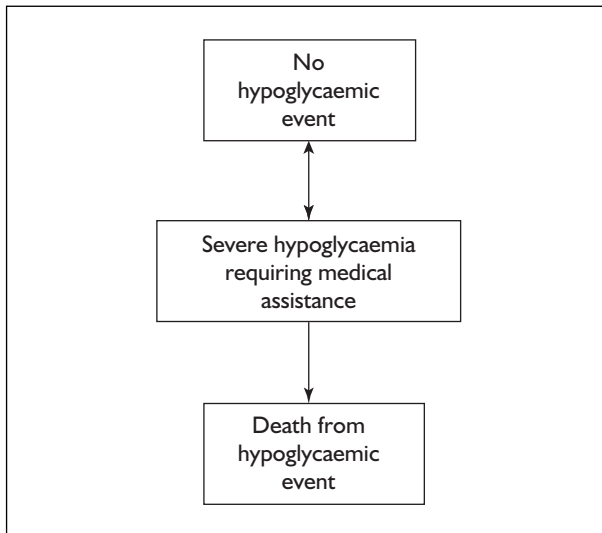 No
hypoglycaemic
event
Severe hypoglycaemia
requiring medical
assistance
Death from
hypoglycaemic
event